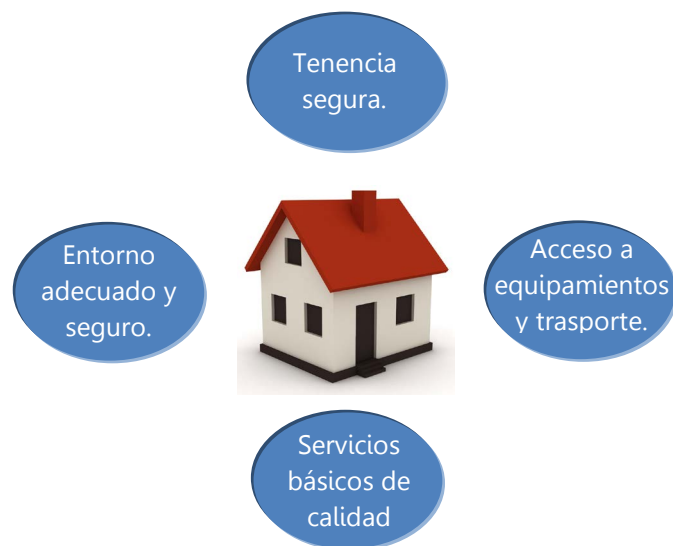 Tenencia
segura.
Entorno
adecuado y
seguro.
Acceso a
equipamientos
y trasporte.
Servicios
básicos de
calidad